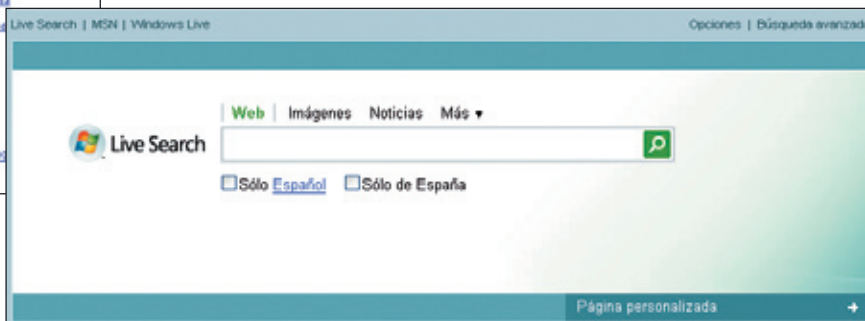 Live Search | MSN | Windows Live
Opciones | Búsqueda avanzada
Web | Imágenes Noticias Más ▾
Live Search
Sólo Español Sólo de España
Página personalizada →